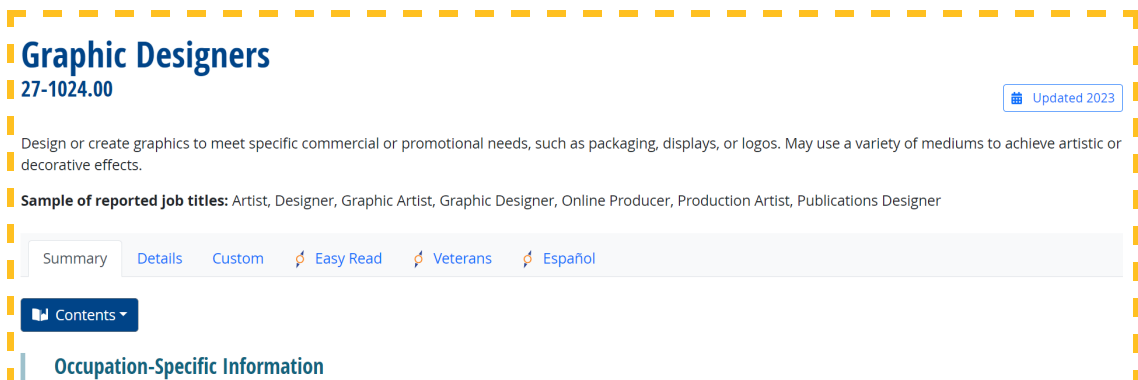 Graphic Designers
27-1024.00
Updated 2023
Design or create graphics to meet specific commercial or promotional needs, such as packaging, displays, or logos. May use a variety of mediums to achieve artistic or
decorative effects.
Sample of reported job titles: Artist, Designer, Graphic Artist, Graphic Designer, Online Producer, Production Artist, Publications Designer
Summary Details Custom Easy Read Veterans Español
Contents
Occupation-Specific Information